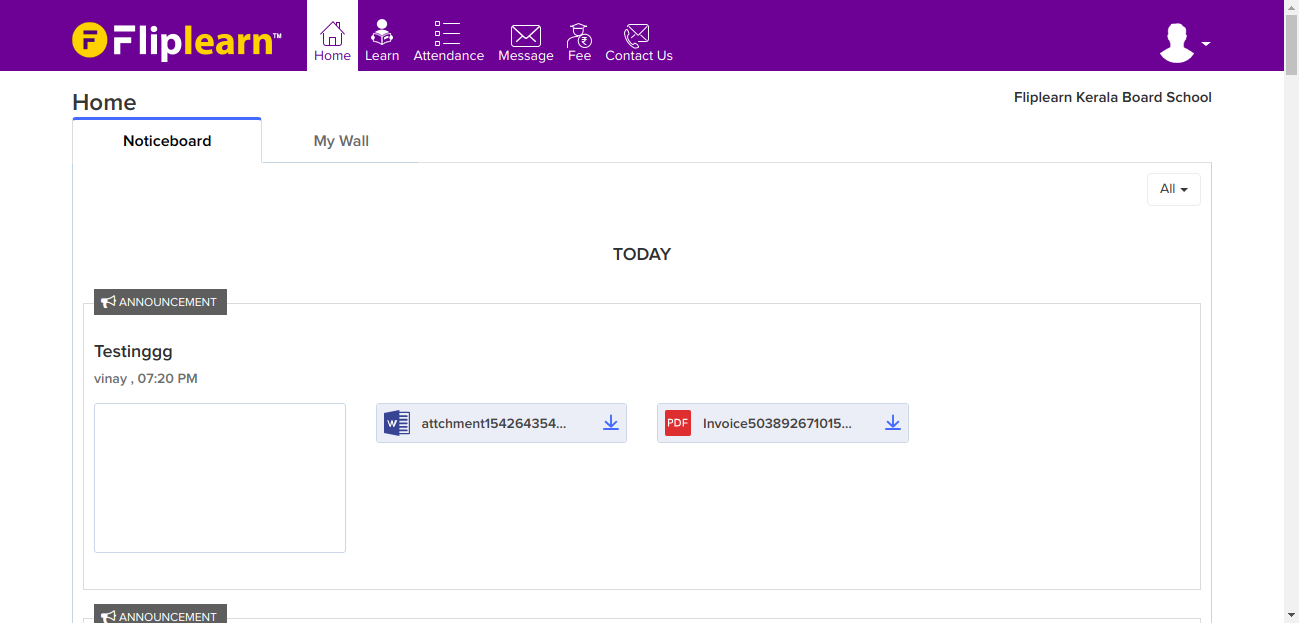 Fliplearn™
Home
Learn
Attendance
Message
Fee
Contact Us
Home
Fliplearn Kerala Board School
Noticeboard
My Wall
All
TODAY
ANNOUNCEMENT
Testinggg
vinay , 07:20 PM
W
attchment154264354...
PDF
Invoice503892671015...
ANNOUNCEMENT